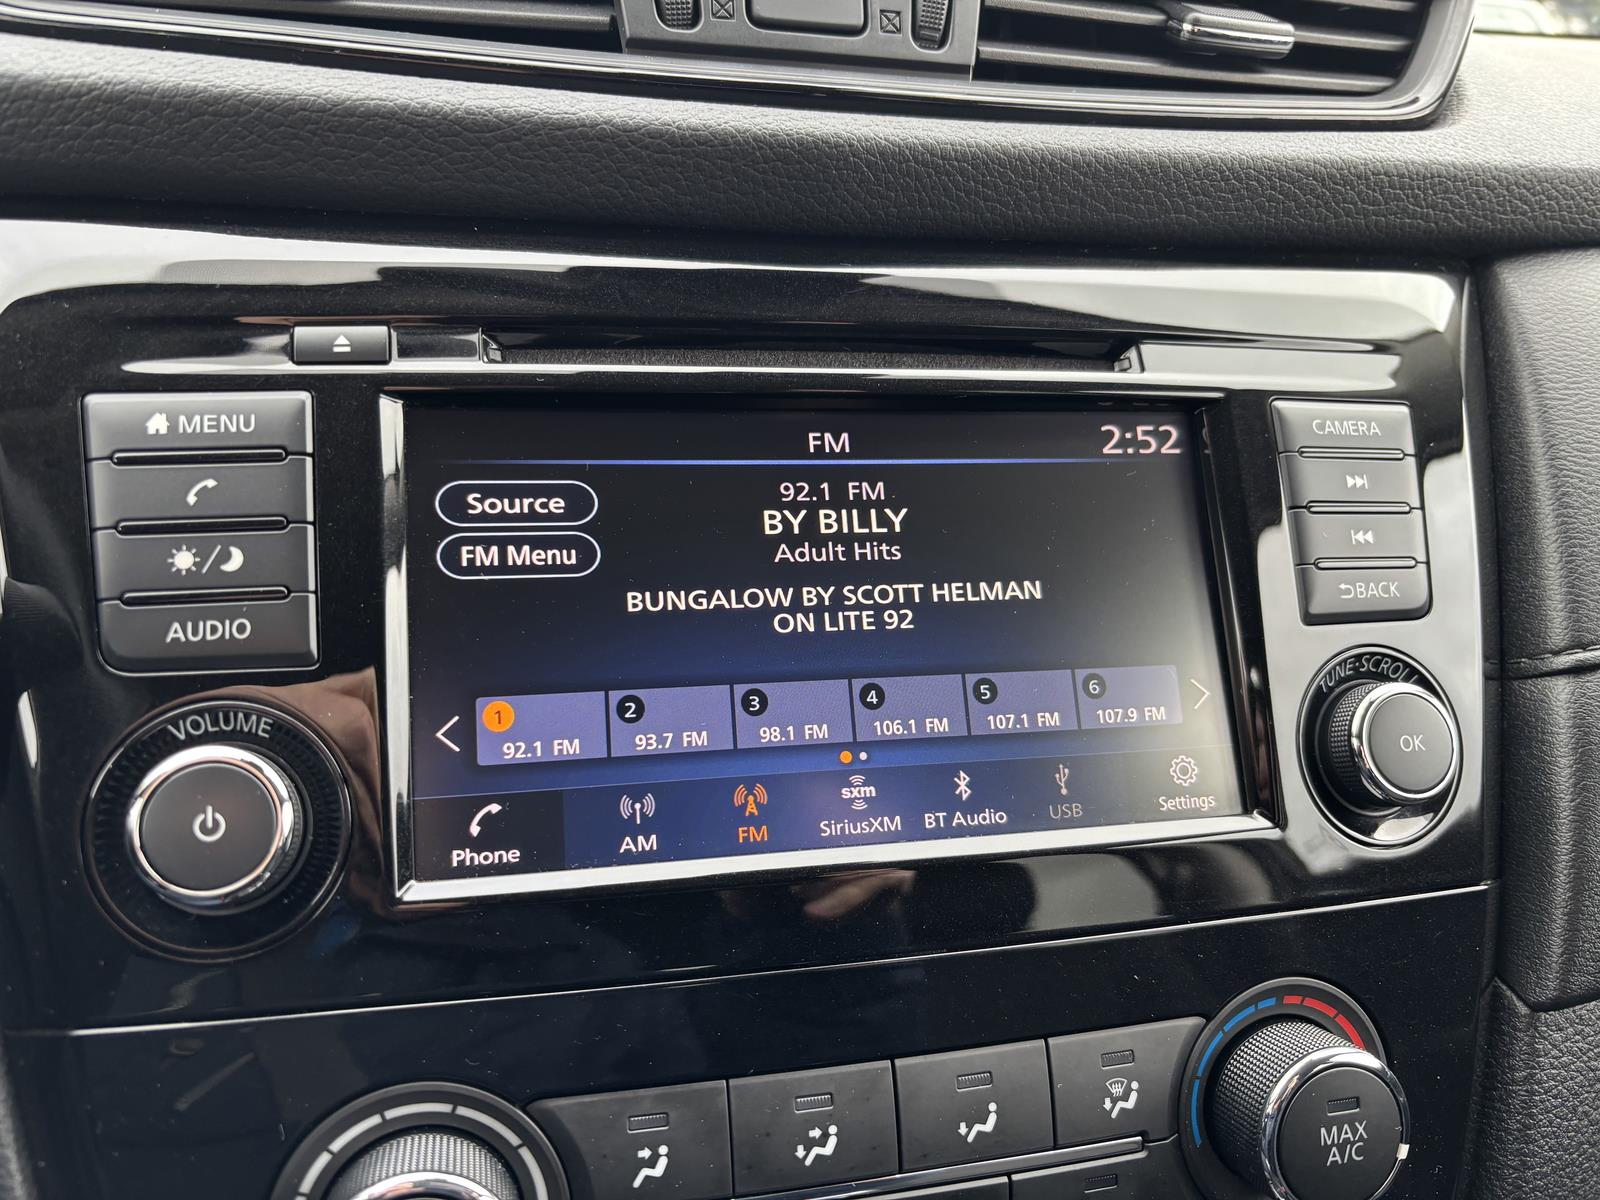 MENU
/
AUDIO
VOLUME
FM
2:52
Source
92.1 FM
BY BILLY
FM Menu
Adult Hits
BUNGALOW BY SCOTT HELMAN
ON LITE 92
1
92.1 FM
2
93.7 FM
3
98.1 FM
4
106.1 FM
5
107.1 FM
6
107.9 FM
Phone
AM
FM
sxm
SiriusXM
BT Audio
USB
Settings
CAMERA
BACK
TUNE·SCROLL
OK
MAX
A/C